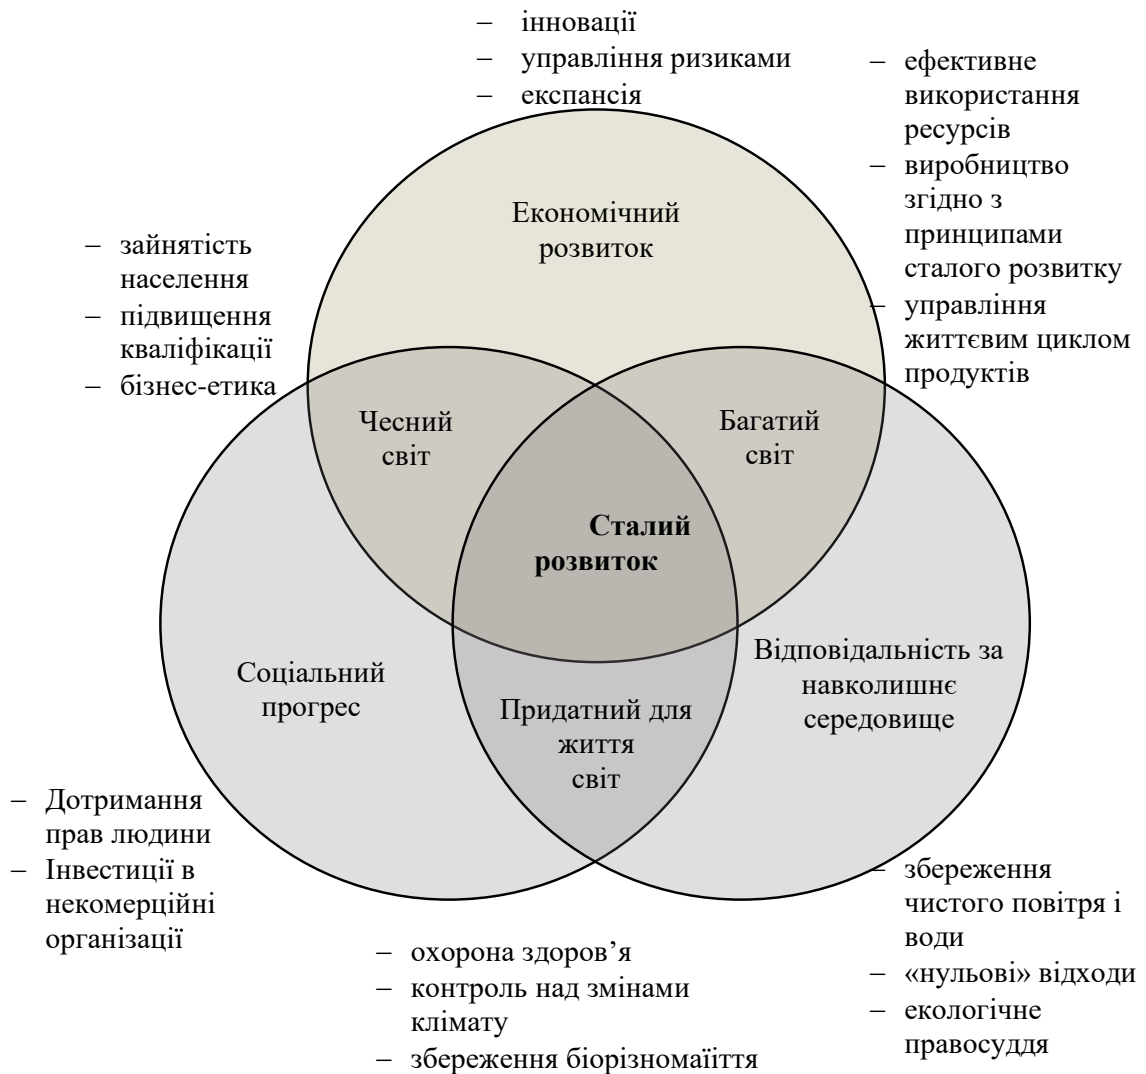 – інновації
– управління ризиками
– експансія
– ефективне
використання
ресурсів
– виробництво
згідно з
принципами
сталого розвитку
– управління
життєвим циклом
продуктів
– зайнятість
населення
– підвищення
кваліфікації
– бізнес-етика
Економічний
розвиток
Чесний
світ
Багатий
світ
Сталий
розвиток
Соціальний
прогрес
Придатний для
життя
світ
Відповідальність за
навколишнє
середовище
– Дотримання
прав людини
– Інвестиції в
некомерційні
організації
– охорона здоров’я
– контроль над змінами
клімату
– збереження біорізномаїіття
– збереження
чистого повітря і
води
– «нульові» відходи
– екологічне
правосуддя